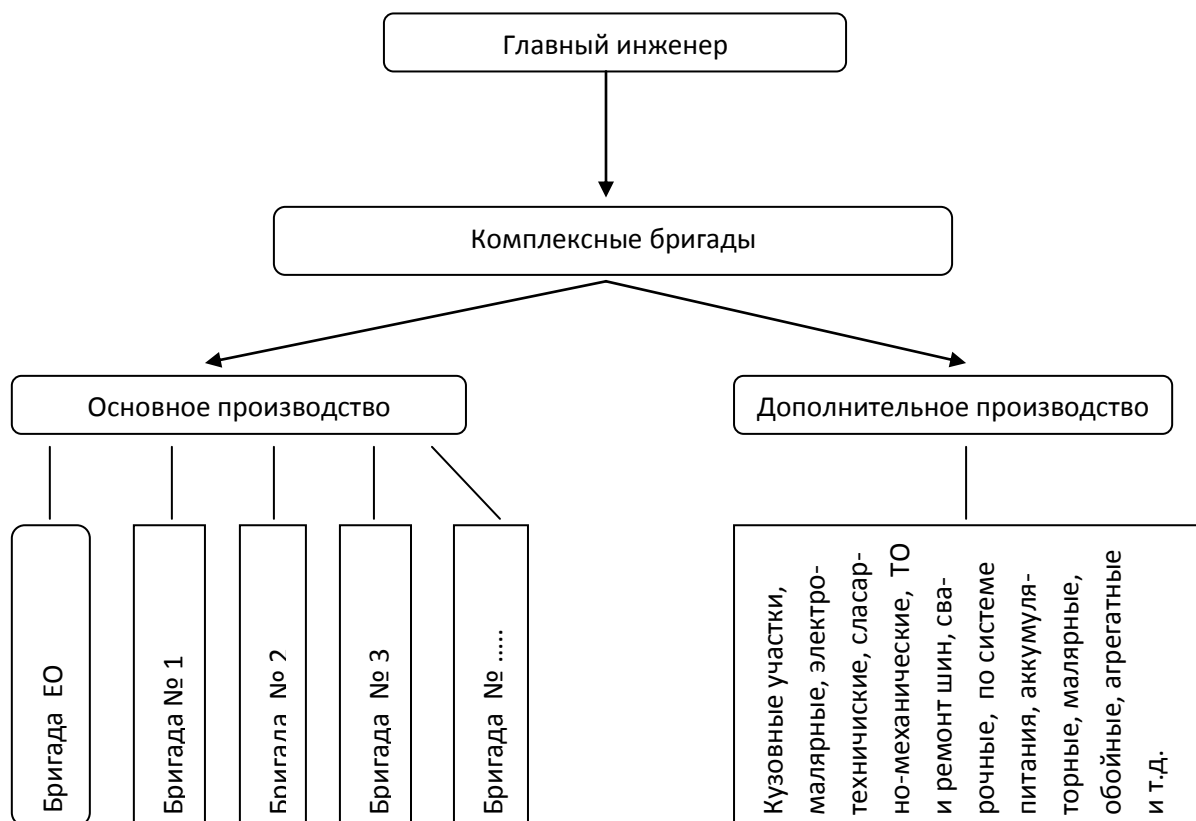 Главный инженер
Комплексные бригады
Основное производство
Дополнительное производство
Бригада ЕО
Бригада № 1
Бригада № 2
Бригада № 3
Бригада № .....
Кузовные участки,
малярные, электро-
техничиские, сласар-
но-механические, ТО
и ремонт шин, сва-
рочные, по системе
питания, аккумуля-
торные, малярные,
обойные, агрегатные
и т.д.